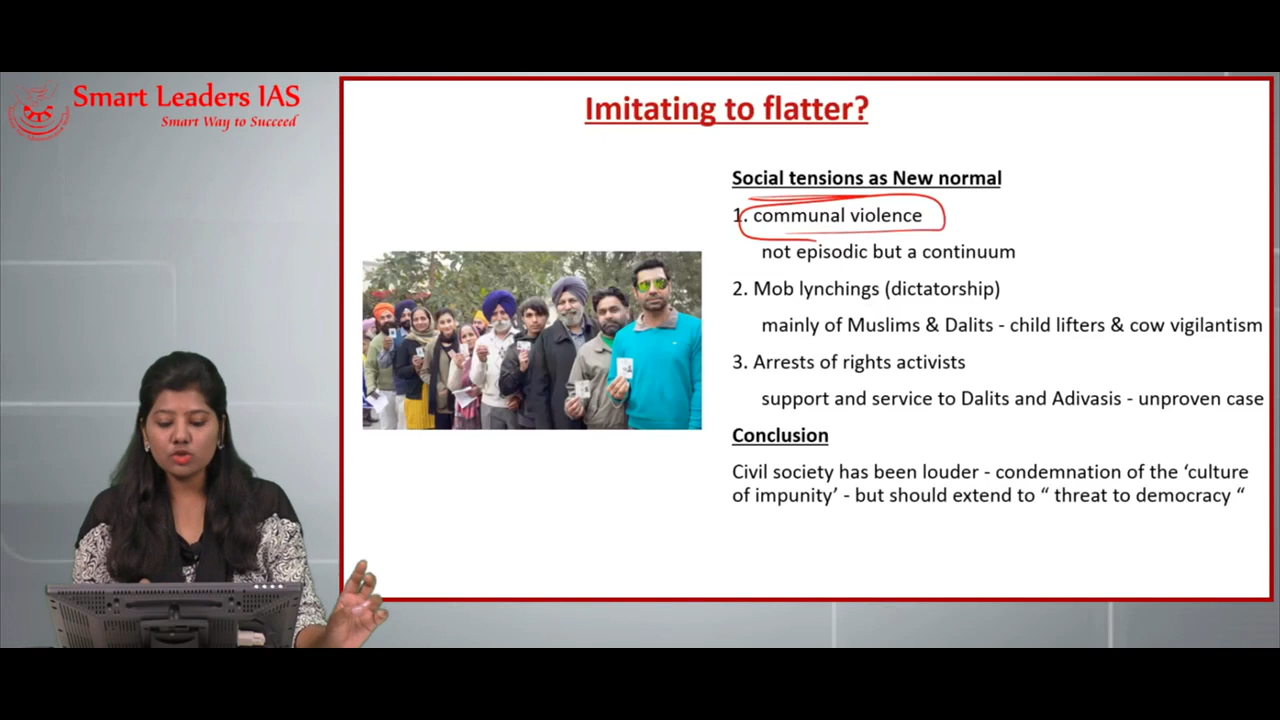 Smart Leaders IAS
Smart Way to Succeed
Imitating to flatter?
Social tensions as New normal
1. communal violence
not episodic but a continuum
2. Mob lynchings (dictatorship)
mainly of Muslims & Dalits - child lifters & cow vigilantism
3. Arrests of rights activists
support and service to Dalits and Adivasis - unproven case
Conclusion
Civil society has been louder - condemnation of the ‘culture
of impunity’ - but should extend to “ threat to democracy “